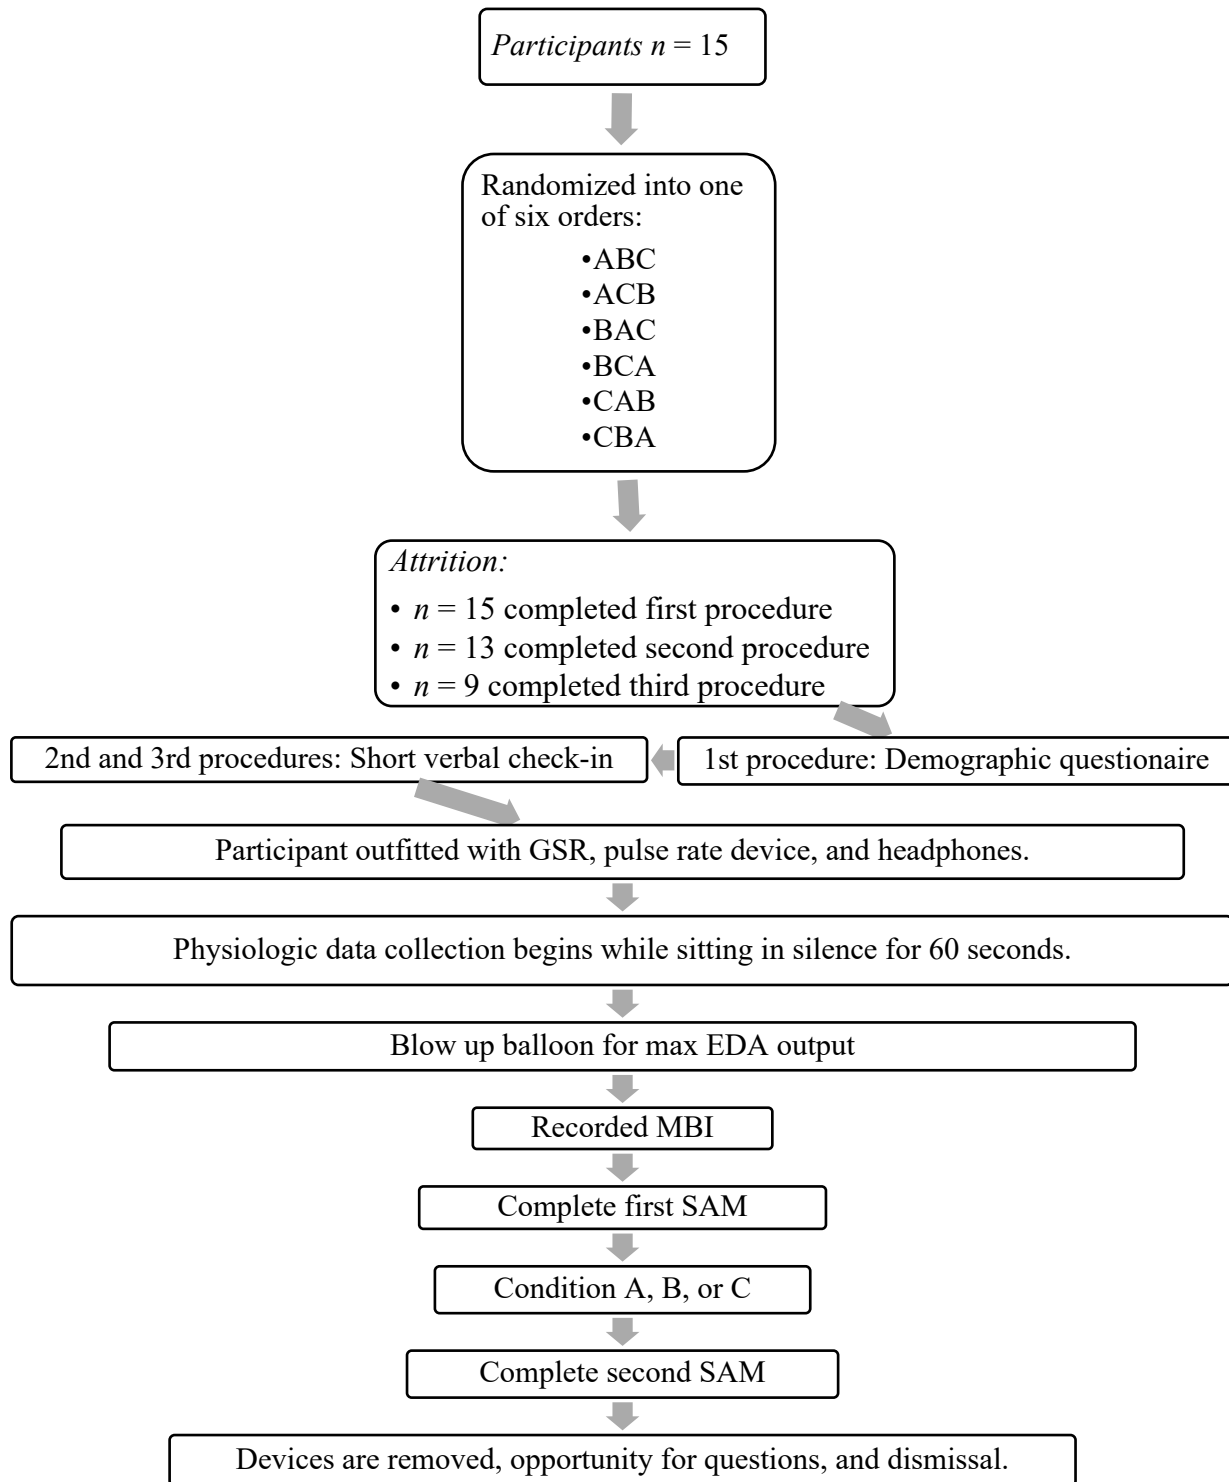 Participants n = 15
Randomized into one
of six orders:
•ABC
•ACB
•BAC
•BCA
•CAB
•CBA
Attrition:
• n = 15 completed first procedure
• n = 13 completed second procedure
• n = 9 completed third procedure
1st procedure: Demographic questionaire
2nd and 3rd procedures: Short verbal check-in
Participant outfitted with GSR, pulse rate device, and headphones.
Physiologic data collection begins while sitting in silence for 60 seconds.
Blow up balloon for max EDA output
Recorded MBI
Complete first SAM
Condition A, B, or C
Complete second SAM
Devices are removed, opportunity for questions, and dismissal.